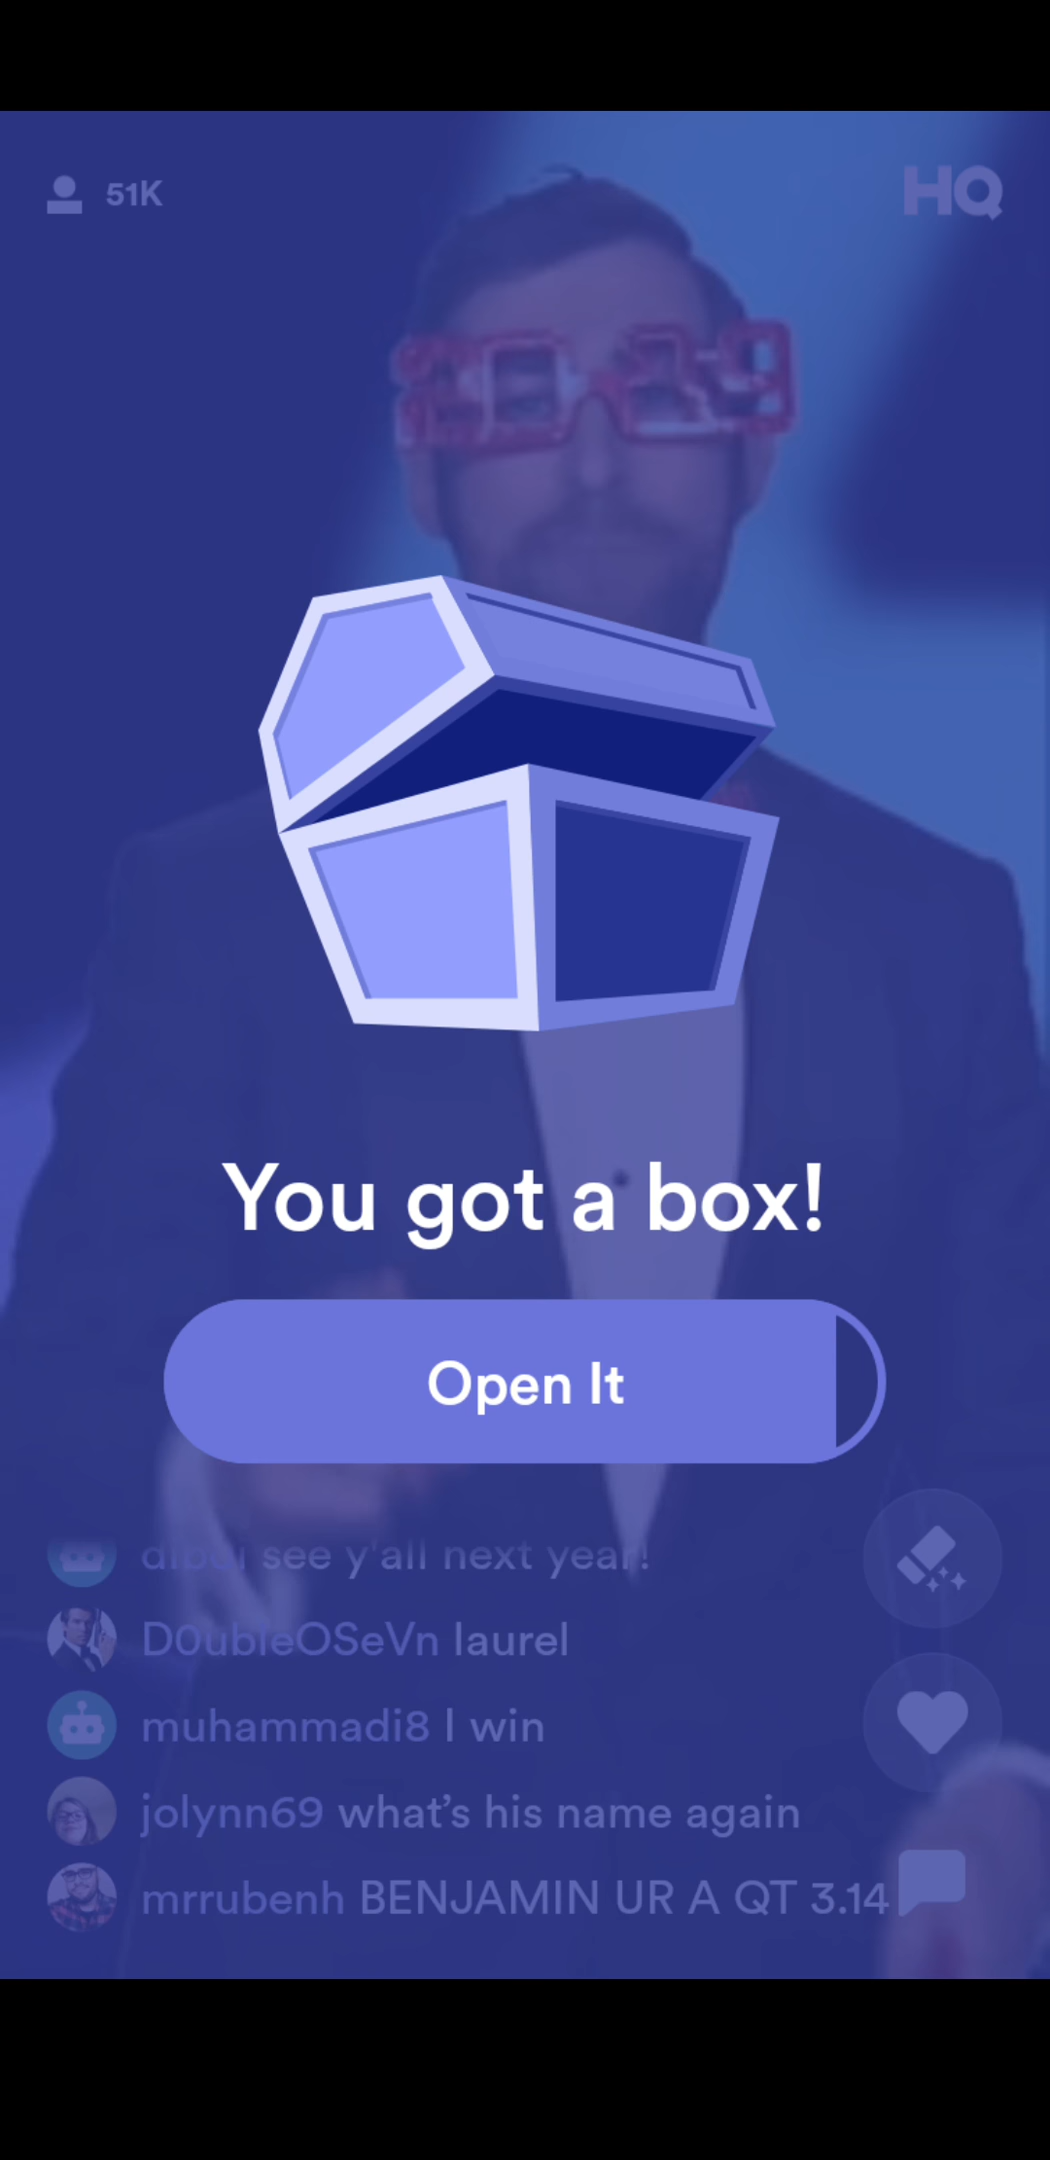 51K
HQ
2019
You got a box!
Open It
see y'all next year!
D0ubleOSeVn laurel
muhammadi8 I win
jolynn69 what’s his name again
mrrubenh BENJAMIN UR A QT 3.14